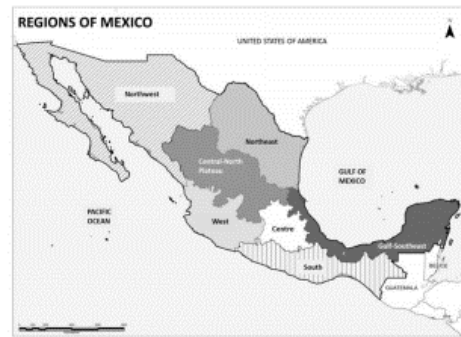 REGIONS OF MEXICO
UNITED STATES OF AMERICA
Northwest
Northeast
Central-North
Plateau
GULF OF
MEXICO
PACIFIC
OCEAN
West
Centre
Gulf-Southeast
South
BELIZE
GUATEMALA